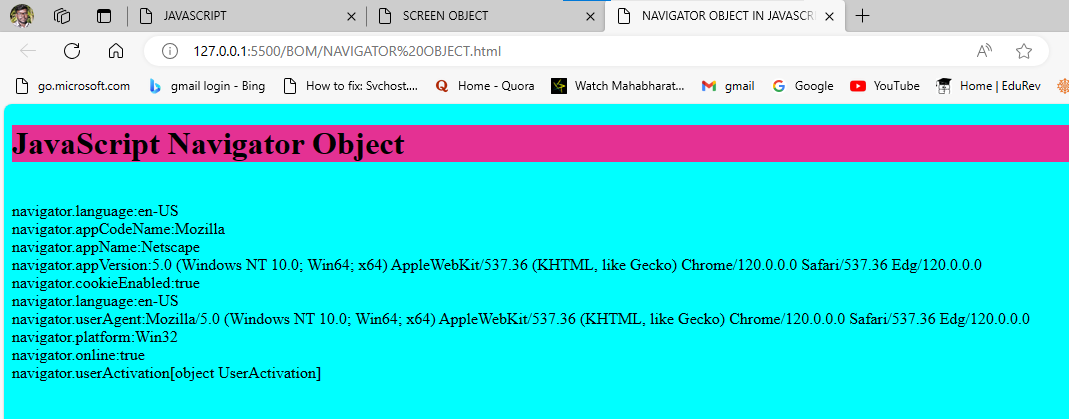 JAVASCRIPT
SCREEN OBJECT
NAVIGATOR OBJECT IN JAVASCRI
127.0.0.1:5500/BOM/NAVIGATOR%20OBJECT.html
go.microsoft.com
gmail login - Bing
How to fix: Svchost....
Home - Quora
Watch Mahabharat...
gmail
Google
YouTube
Home | EduRev
JavaScript Navigator Object
navigator.language:en-US
navigator.appCodeName:Mozilla
navigator.appName:Netscape
navigator.appVersion:5.0 (Windows NT 10.0; Win64; x64) AppleWebKit/537.36 (KHTML, like Gecko) Chrome/120.0.0.0 Safari/537.36 Edg/120.0.0.0
navigator.cookieEnabled:true
navigator.language:en-US
navigator.userAgent:Mozilla/5.0 (Windows NT 10.0; Win64; x64) AppleWebKit/537.36 (KHTML, like Gecko) Chrome/120.0.0.0 Safari/537.36 Edg/120.0.0.0
navigator.platform:Win32
navigator.online:true
navigator.userActivation[object UserActivation]